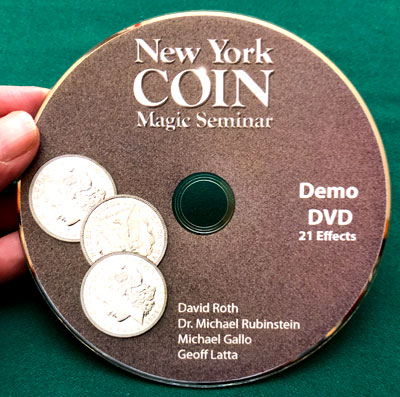 New York
COIN
Magic Seminar
Demo
DVD
21 Effects
David Roth
Dr. Michael Rubinstein
Michael Gallo
Geoff Latta